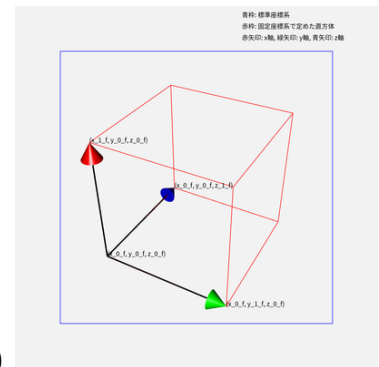 青枠: 標準座標系
赤枠: 固定座標系で定めた直方体
赤矢印: x軸, 緑矢印: y軸, 青矢印: z軸
(x_1_f, y_0_f, z_0_f)
(x_0_f, y_0_f, z_1_f)
(x_0_f, y_0_f, z_0_f)
(x_0_f, y_1_f, z_0_f)
)